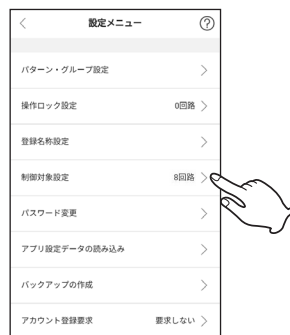 設定メニュー ?
パターン・グループ設定
操作ロック設定 0回路
登録名称設定
制御対象設定 8回路
パスワード変更
アプリ設定データの読み込み
バックアップの作成
アカウント登録要求 要求しない